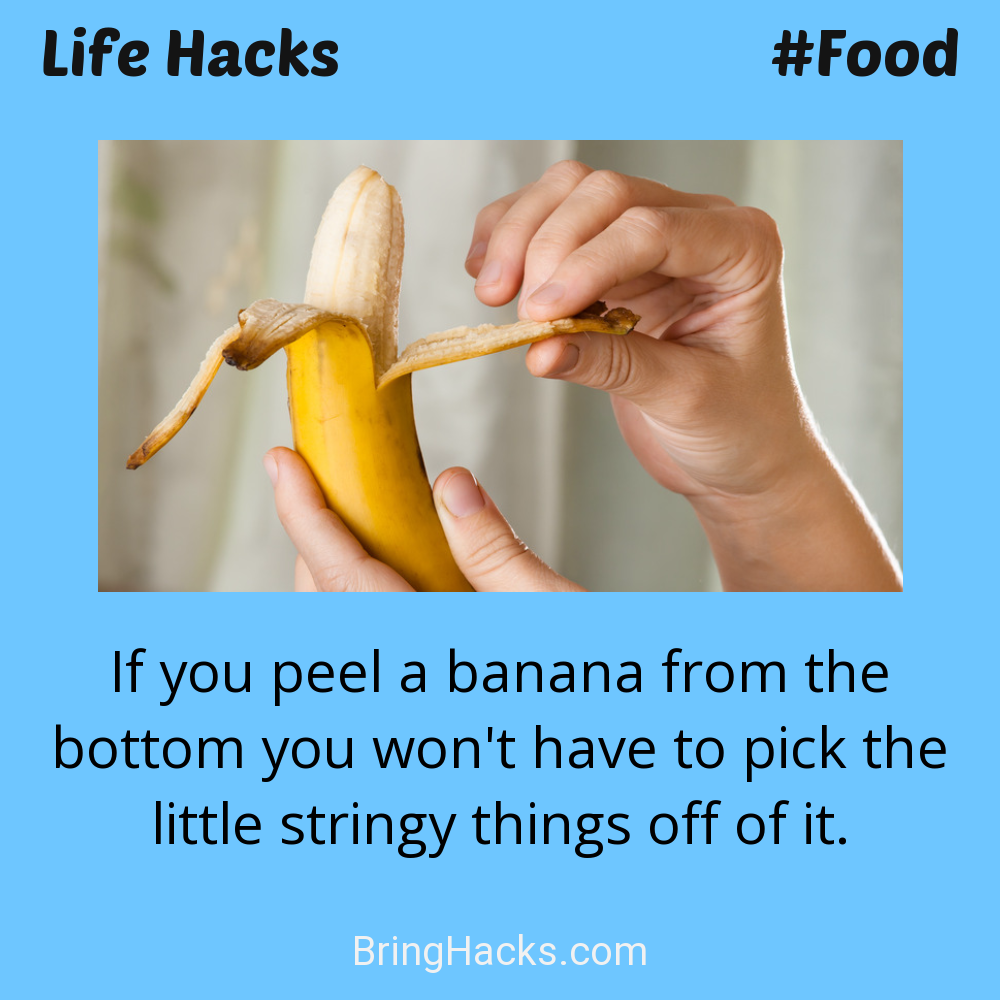 Life Hacks #Food
If you peel a banana from the
bottom you won't have to pick the
little stringy things off of it.
BringHacks.com